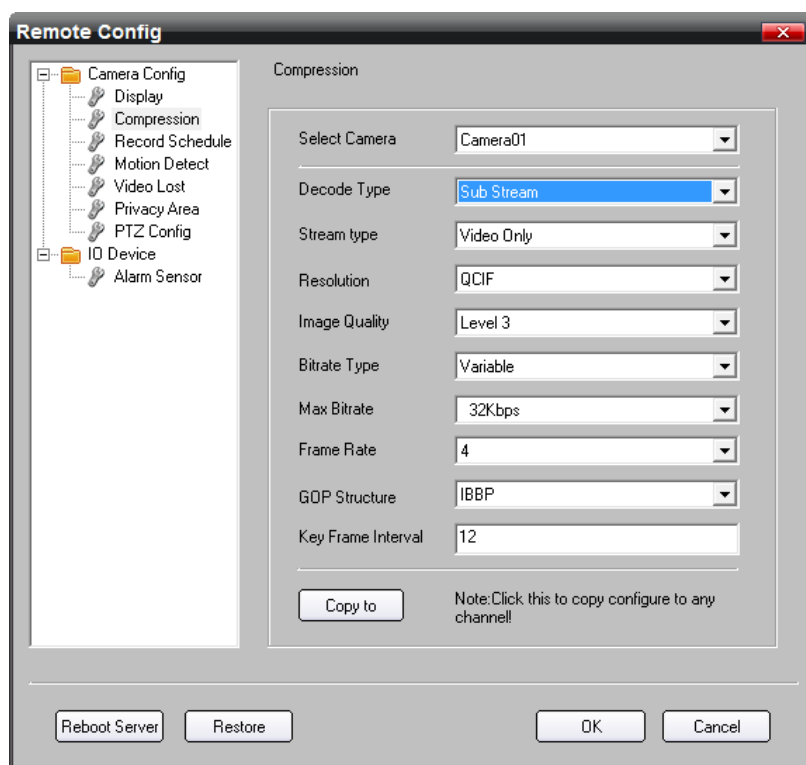 Remote Config
Camera Config
Display
Compression
Record Schedule
Motion Detect
Video Lost
Privacy Area
PTZ Config
IO Device
Alarm Sensor
Compression
Select Camera Camera01
Decode Type Sub Stream
Stream type Video Only
Resolution QCIF
Image Quality Level 3
Bitrate Type Variable
Max Bitrate 32Kbps
Frame Rate 4
GOP Structure IBBP
Key Frame Interval 12
Copy to Note:Click this to copy configure to any
channel!
Reboot Server Restore OK Cancel